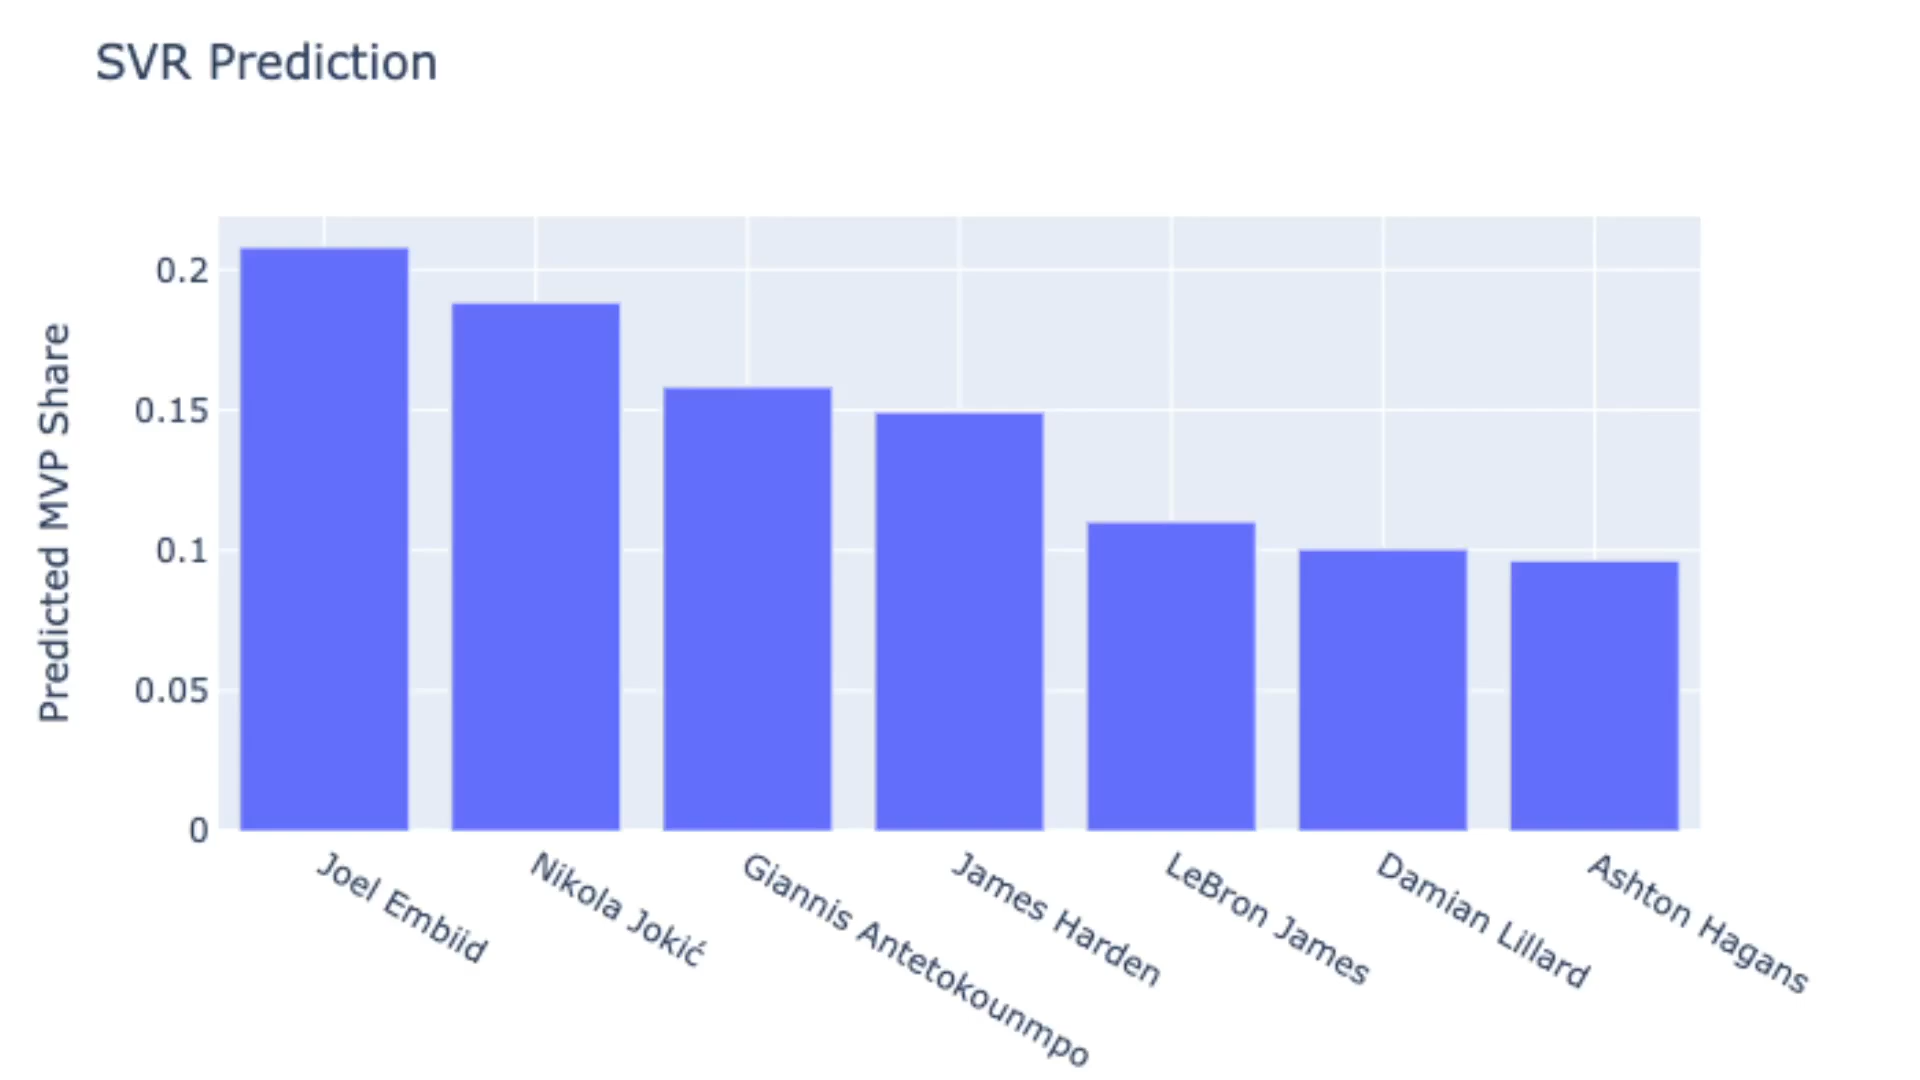 SVR Prediction
Predicted MVP Share
0.2
0.15
0.1
0.05
0
Joel Embiid
Nikola Jokić
Giannis Antetokounmpo
James Harden
LeBron James
Damian Lillard
Ashton Hagans